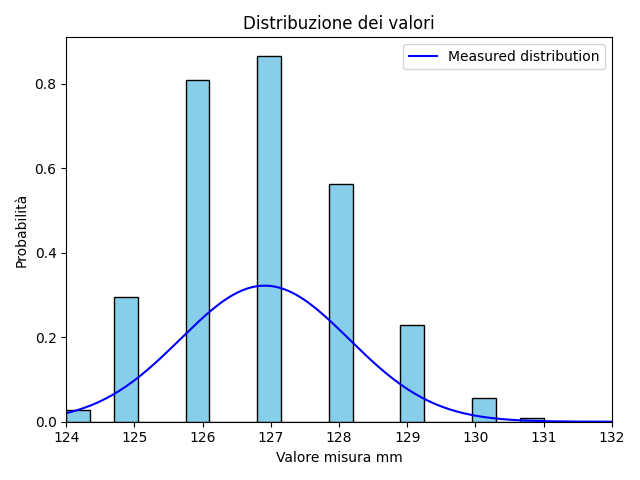 Distribuzione dei valori
Measured distribution
Probabilità
0.8
0.6
0.4
0.2
0.0
124 125 126 127 128 129 130 131 132
Valore misura mm